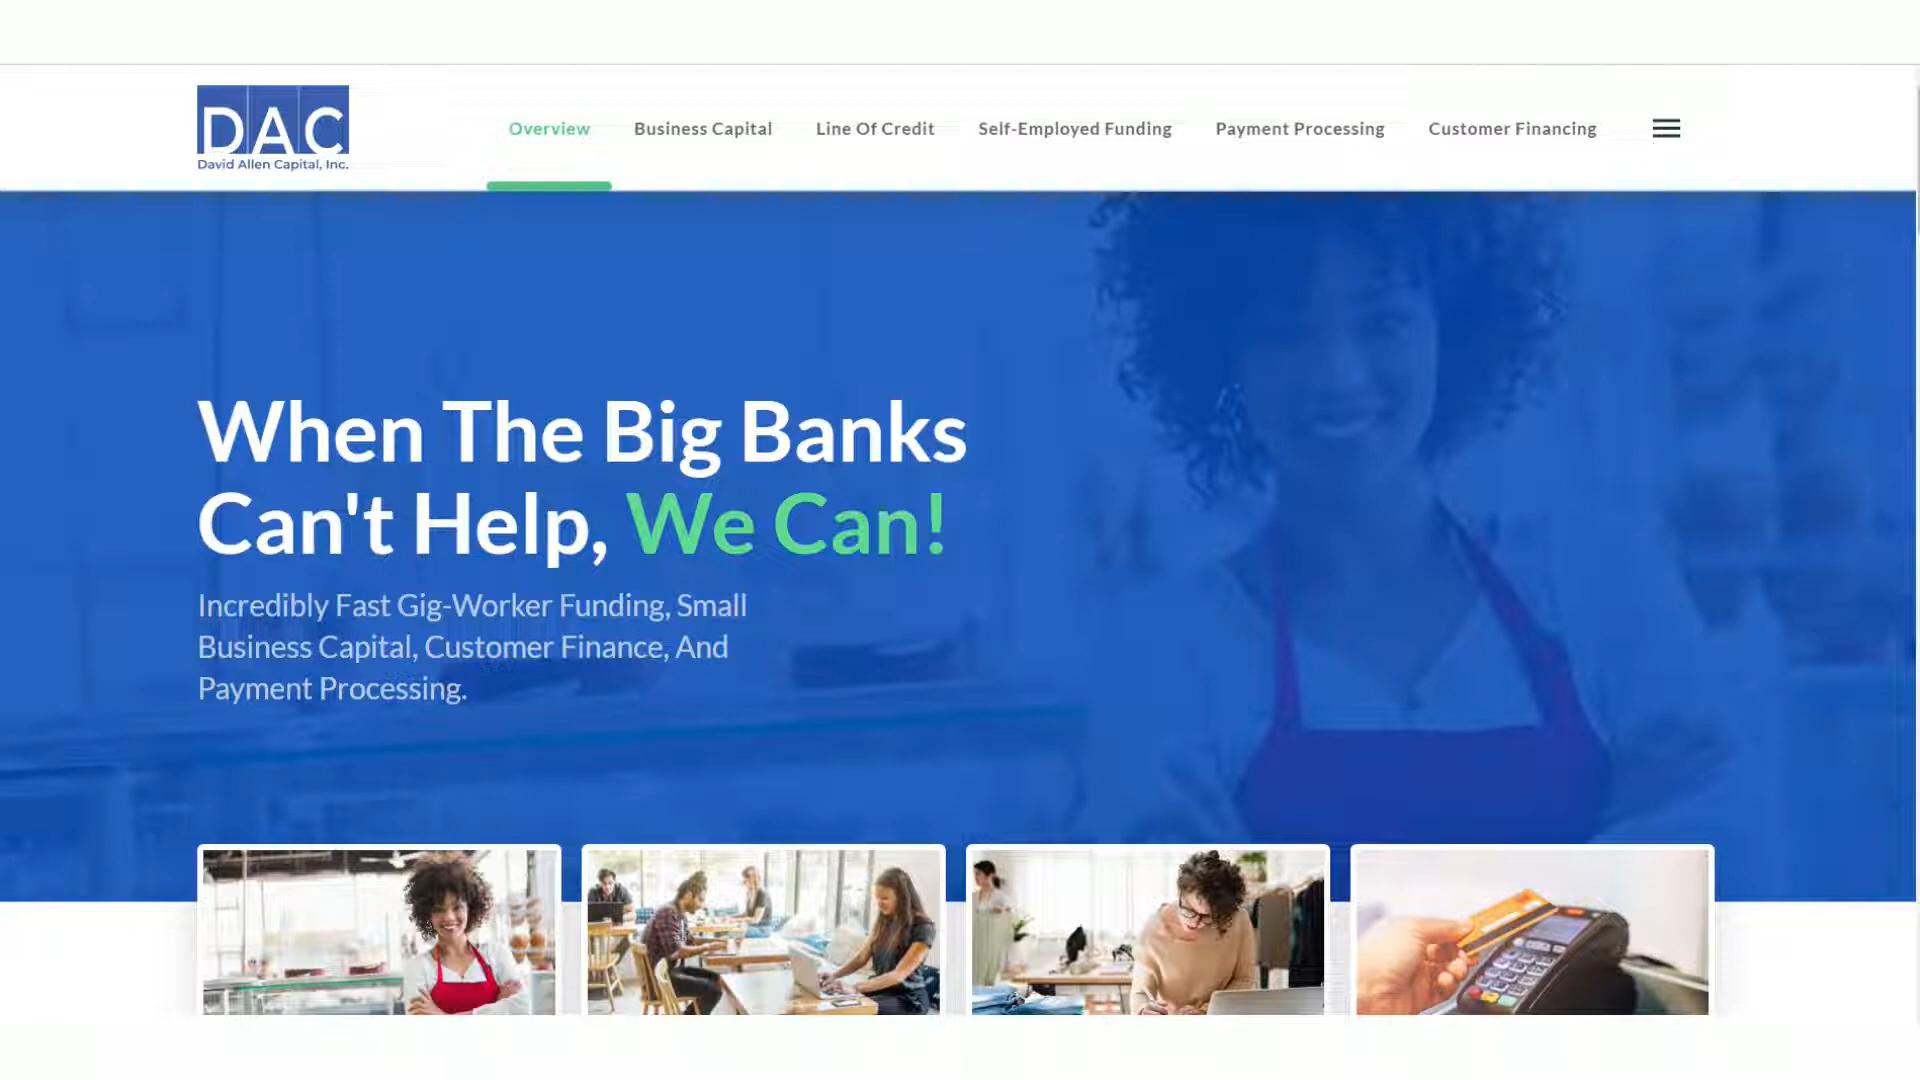 DAC
David Allen Capital, Inc.
Overview
Business Capital
Line Of Credit
Self-Employed Funding
Payment Processing
Customer Financing
When The Big Banks
Can't Help, We Can!
Incredibly Fast Gig-Worker Funding, Small
Business Capital, Customer Finance, And
Payment Processing.